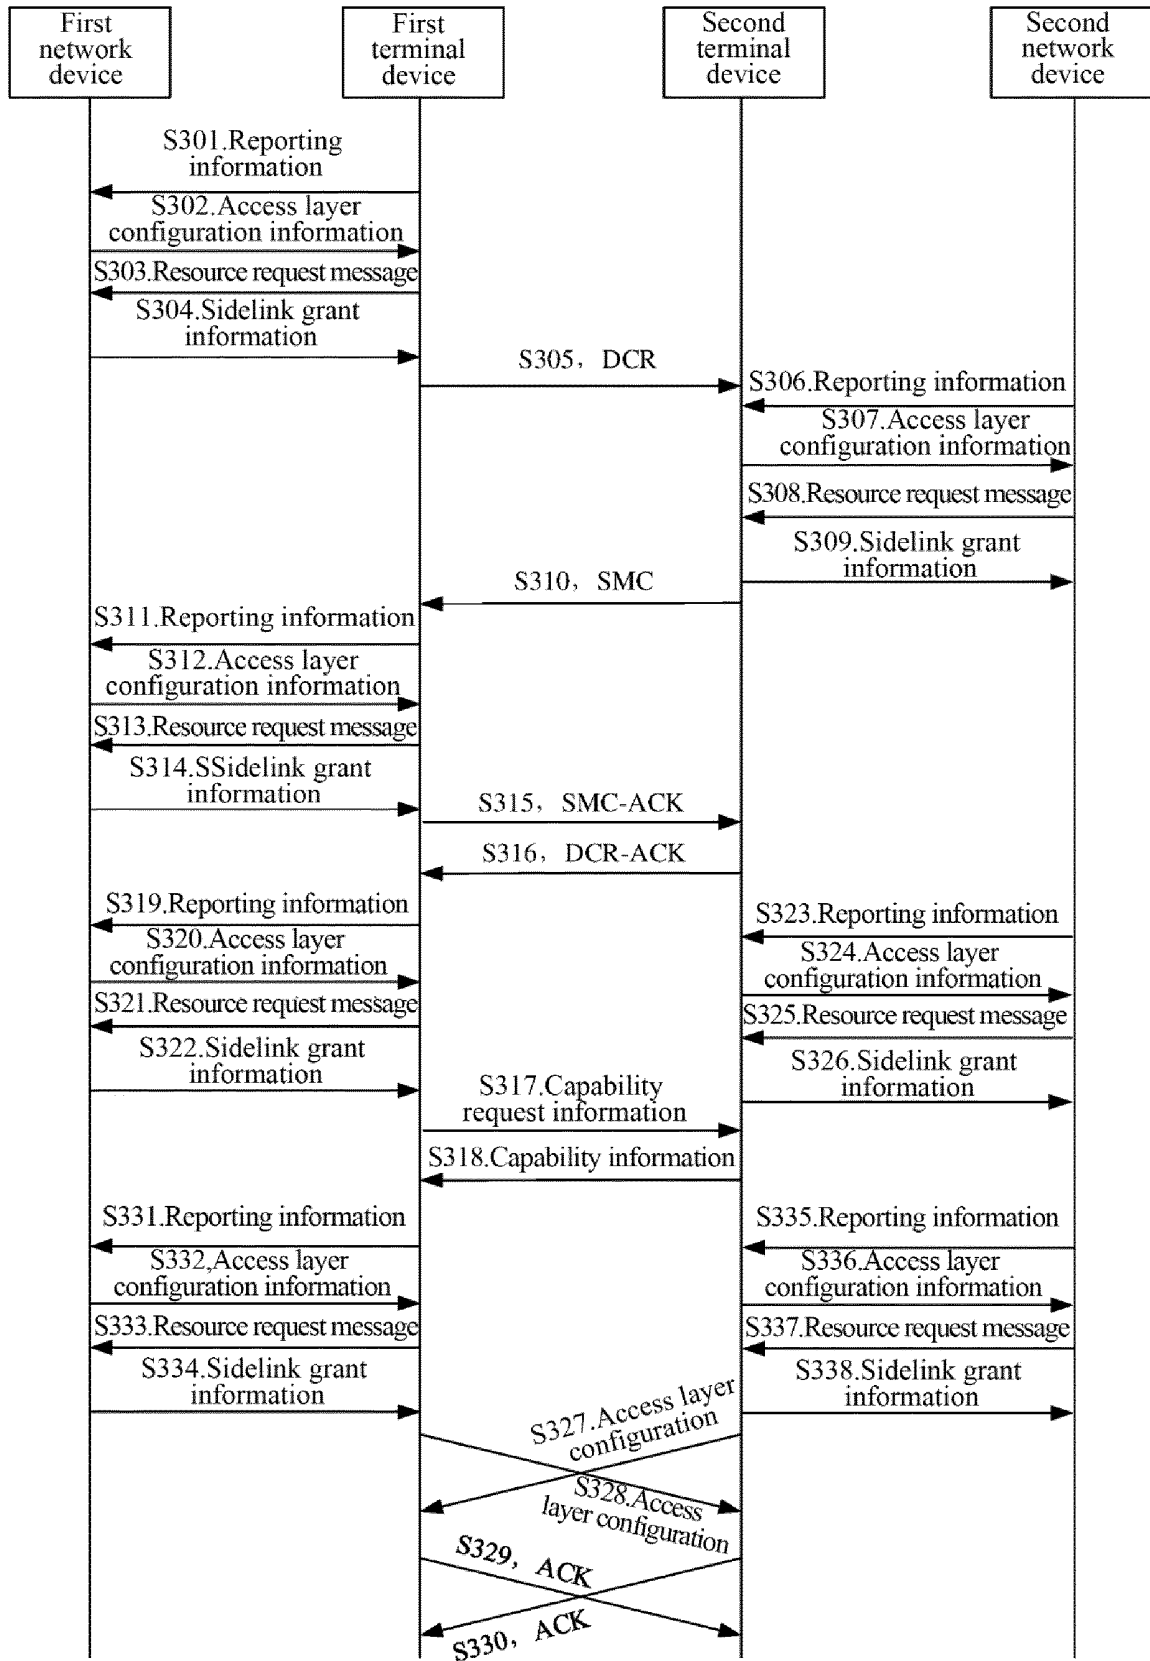 First
network
device
First
terminal
device
Second
terminal
device
Second
network
device
S301.Reporting
information
S302.Access layer
configuration information
S303.Resource request message
S304.Sidelink grant
information
S305, DCR
S306.Reporting information
S307.Access layer
configuration information
S308.Resource request message
S309.Sidelink grant
information
S310, SMC
S311.Reporting information
S312.Access layer
configuration information
S313.Resource request message
S314.SSidelink grant
information
S315, SMC-ACK
S316, DCR-ACK
S319.Reporting information
S323.Reporting information
S320.Access layer
configuration information
S324.Access layer
configuration information
S321.Resource request message
S325.Resource request message
S322.Sidelink grant
information
S326.Sidelink grant
information
S317.Capability
request information
S318.Capability information
S331.Reporting information
S335.Reporting information
S332,Access layer
configuration information
S336.Access layer
configuration information
S333.Resource request message
S337.Resource request message
S334.Sidelink grant
information
S338.Sidelink grant
information
S327.Access layer
configuration
S328.Access
layer configuration
S329, ACK
S330, ACK